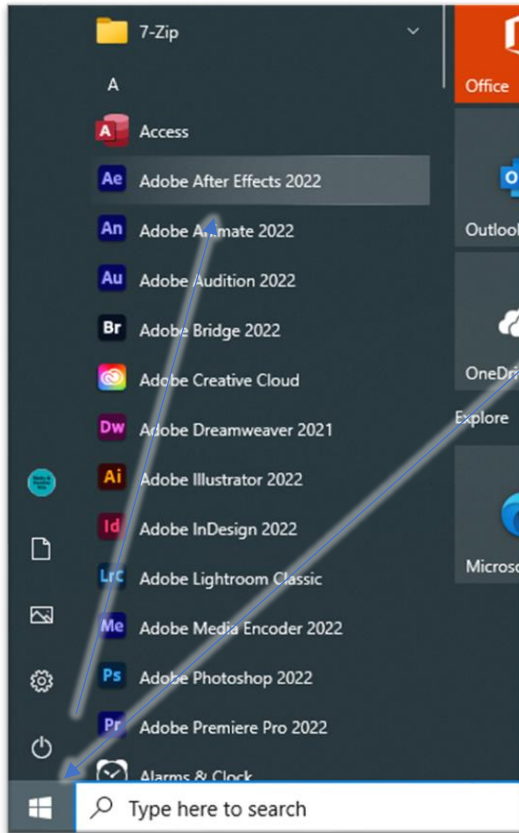 7-Zip
A
Office
A Access
Ae Adobe After Effects 2022
An Adobe Animate 2022
Outlook
Au Adobe Audition 2022
Br Adobe Bridge 2022
Adobe Creative Cloud
OneDri
Explore
Dw Adobe Dreamweaver 2021
Ai Adobe Illustrator 2022
Id Adobe InDesign 2022
LrC Adobe Lightroom Classic
Microso
Me Adobe Media Encoder 2022
Ps Adobe Photoshop 2022
Pr Adobe Premiere Pro 2022
Alarms & Clock
Type here to search